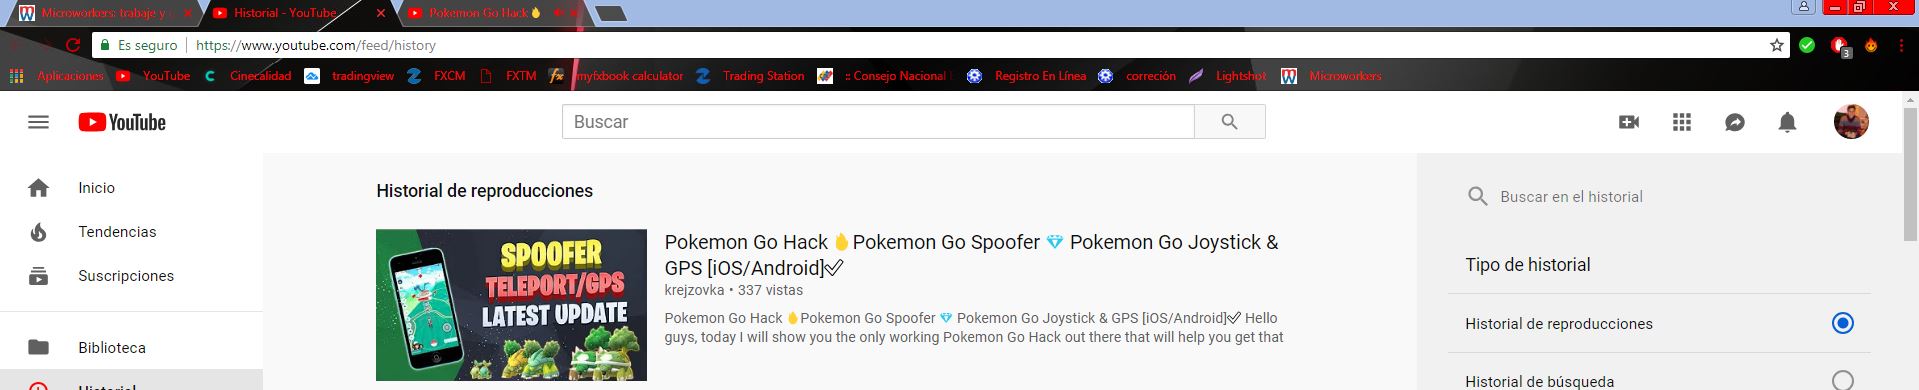 Microworkers: trabaje y
Historial - YouTube
Pokemon Go Hack
Es seguro
https://www.youtube.com/feed/history
3
Aplicaciones
YouTube
Cinecalidad
tradingview
FXCM
FXTM
myfxbook calculator
Trading Station
:: Consejo Nacional
Registro En Línea
correción
Lightshot
Microworkers
YouTube
Buscar
Inicio
Tendencias
Suscripciones
Biblioteca
Historial
Historial de reproducciones
SPOOFER
TELEPORT/GPS
LATEST UPDATE
Pokemon Go Hack 🔥Pokemon Go Spoofer 💎 Pokemon Go Joystick &
GPS [iOS/Android]✅
krejzovka • 337 vistas
Pokemon Go Hack 🔥Pokemon Go Spoofer 💎 Pokemon Go Joystick & GPS [iOS/Android]✅ Hello
guys, today I will show you the only working Pokemon Go Hack out there that will help you get that
Buscar en el historial
Tipo de historial
Historial de reproducciones
Historial de búsqueda